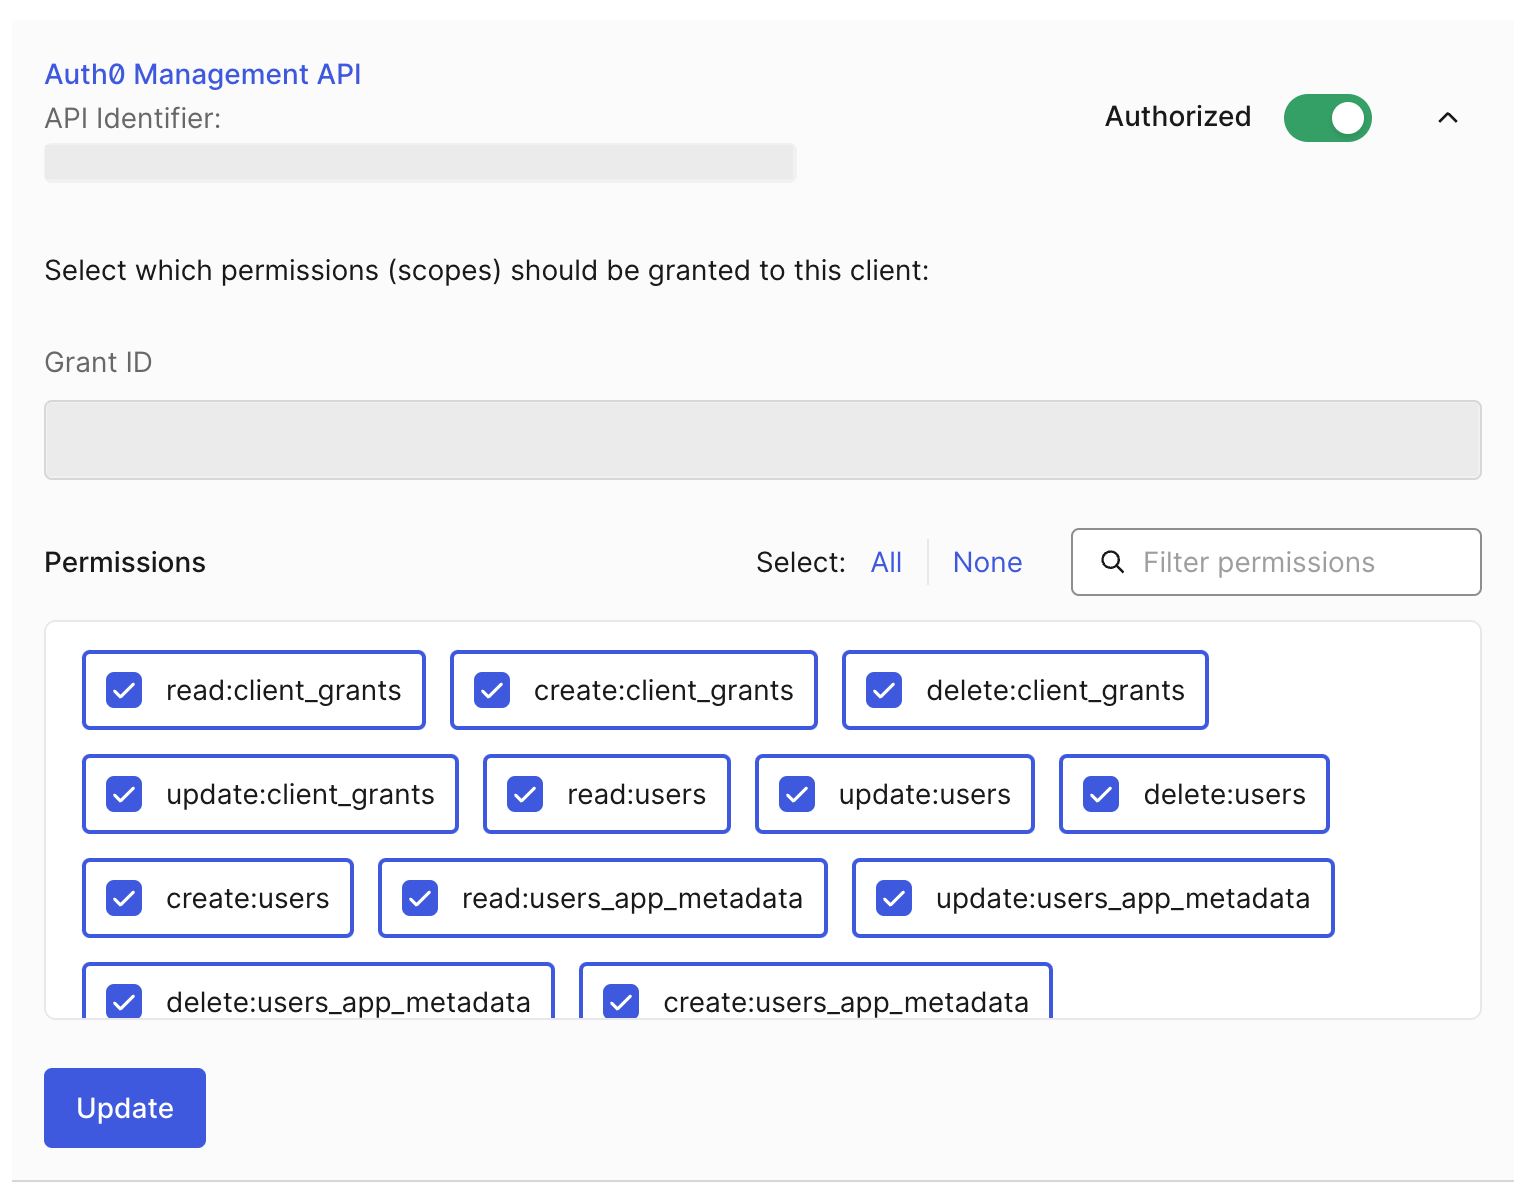 Auth0 Management API
API Identifier:
Authorized
Select which permissions (scopes) should be granted to this client:
Grant ID
Permissions
Select: All None
Filter permissions
read:client_grants create:client_grants delete:client_grants
update:client_grants read:users update:users delete:users
create:users read:users_app_metadata update:users_app_metadata
delete:users_app_metadata create:users_app_metadata
Update